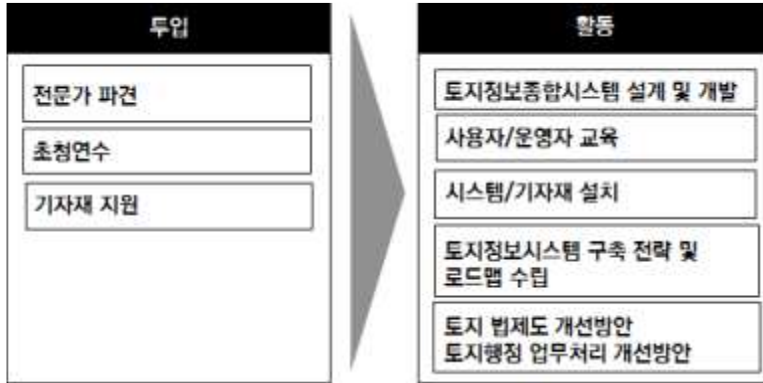 투입
전문가 파견
초청연수
기자재 지원
활동
토지정보종합시스템 설계 및 개발
사용자/운영자 교육
시스템/기자재 설치
토지정보시스템 구축 전략 및
로드맵 수립
토지 법제도 개선방안
토지행정 업무처리 개선방안